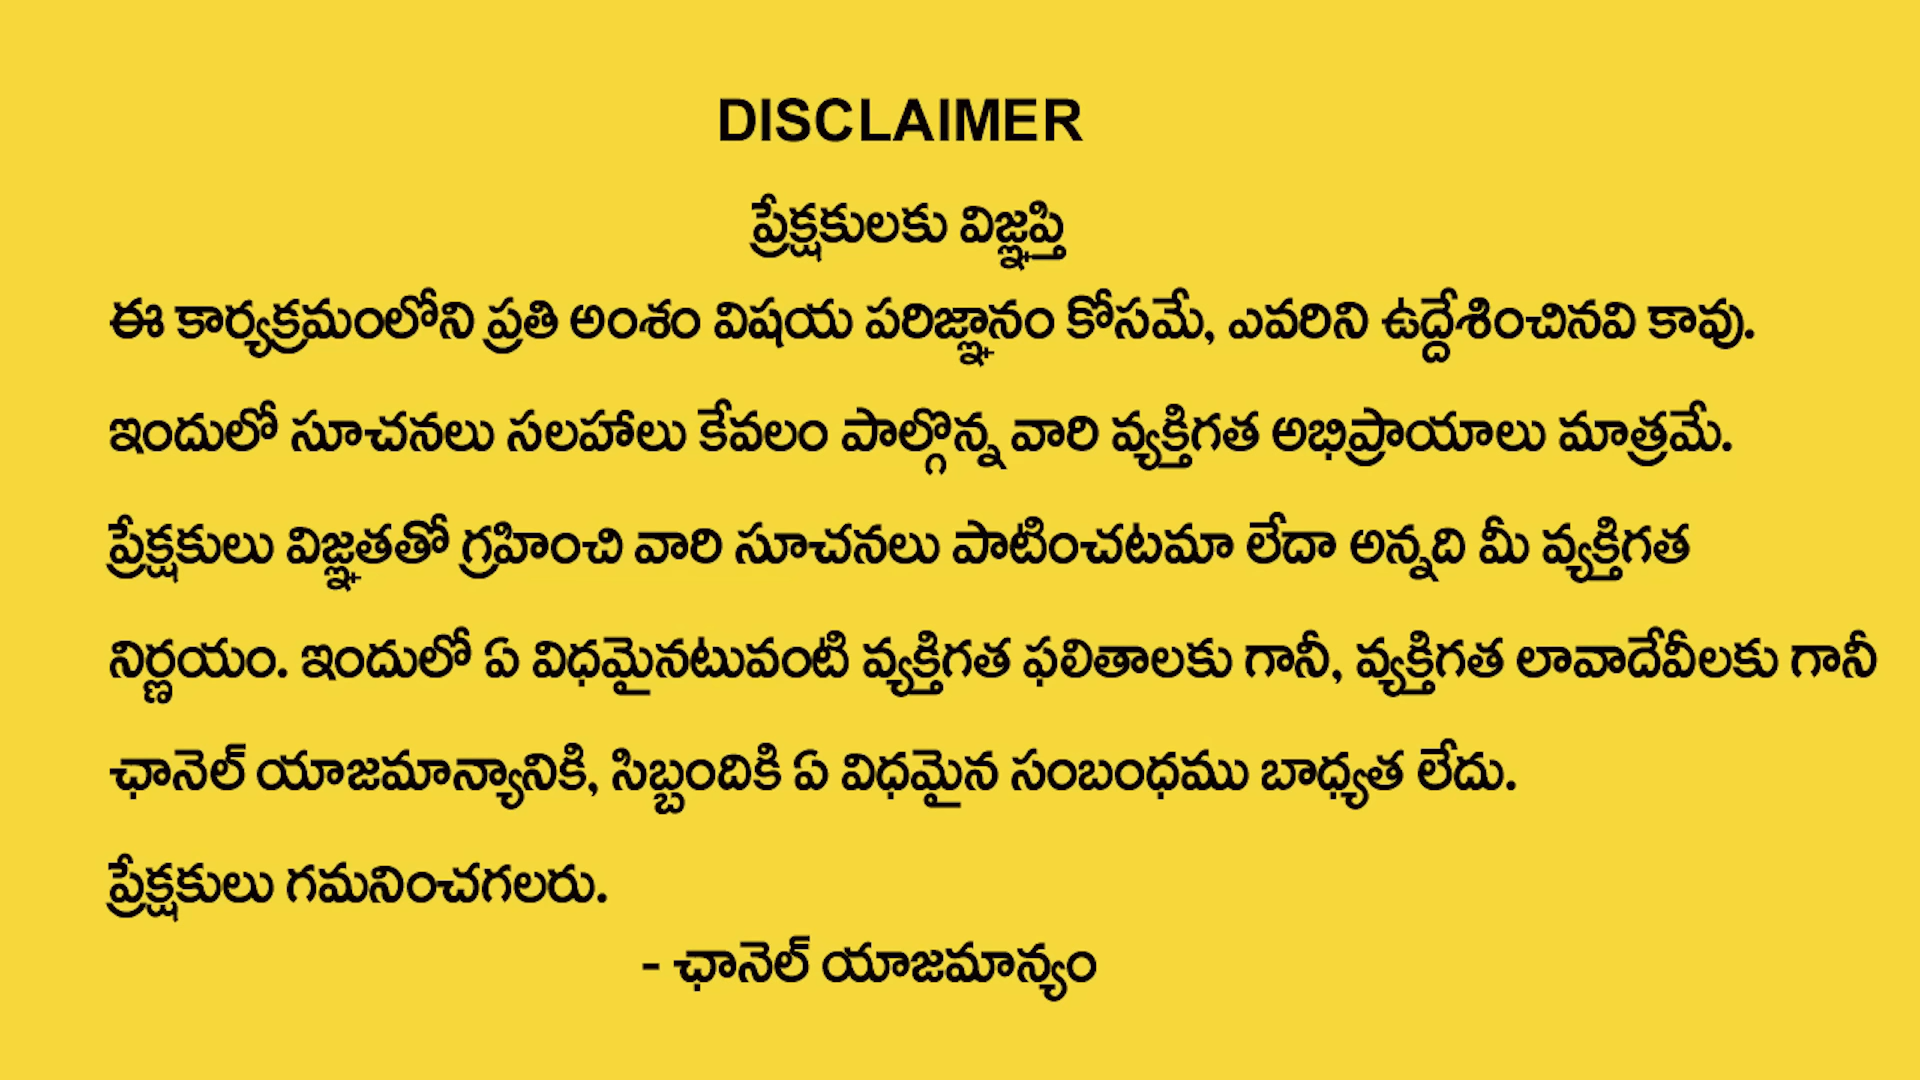 DISCLAIMER
ప్రేక్షకులకు విజ్ఞప్తి
ఈ కార్యక్రమంలోని ప్రతి అంశం విషయ పరిజ్ఞానం కోసమే, ఎవరిని ఉద్దేశించినవి కావు.
ఇందులో సూచనలు సలహాలు కేవలం పాల్గొన్న వారి వ్యక్తిగత అభిప్రాయాలు మాత్రమే.
ప్రేక్షకులు విజ్ఞతతో గ్రహించి వారి సూచనలు పాటించటమా లేదా అన్నది మీ వ్యక్తిగత
నిర్ణయం. ఇందులో ఏ విధమైనటువంటి వ్యక్తిగత ఫలితాలకు గానీ, వ్యక్తిగత లావాదేవీలకు గానీ
ఛానెల్ యాజమాన్యానికి, సిబ్బందికి ఏ విధమైన సంబంధము బాధ్యత లేదు.
ప్రేక్షకులు గమనించగలరు.
- ఛానెల్ యాజమాన్యం